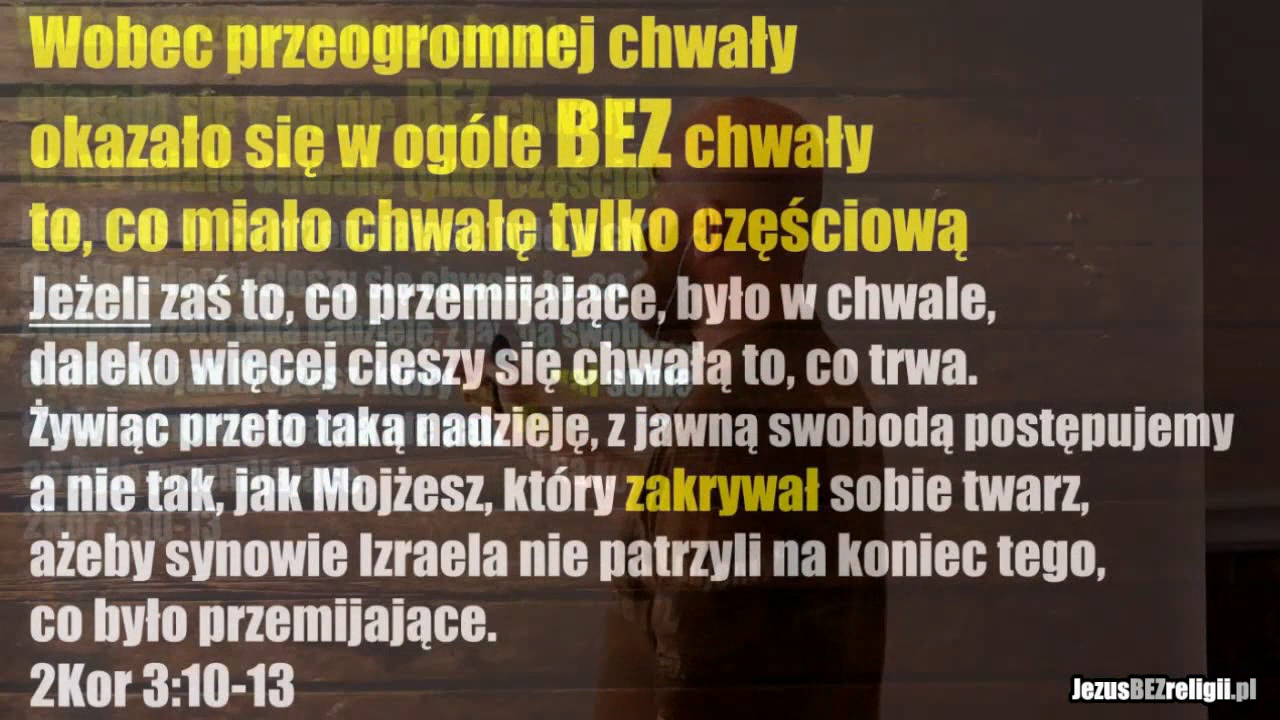 Wobec przeogromnej chwały
okazało się w ogóle BEZ chwały
to, co miało chwałę tylko częściową
Jeżeli zaś to, co przemijające, było w chwale,
daleko więcej cieszy się chwałą to, co trwa.
Żywiąc przeto taką nadzieję, z jawną swobodą postępujemy
a nie tak, jak Mojżesz, który zakrywał sobie twarz,
ażeby synowie Izraela nie patrzyli na koniec tego,
co było przemijające.
2Kor 3:10-13
JezusBEZreligii.pl